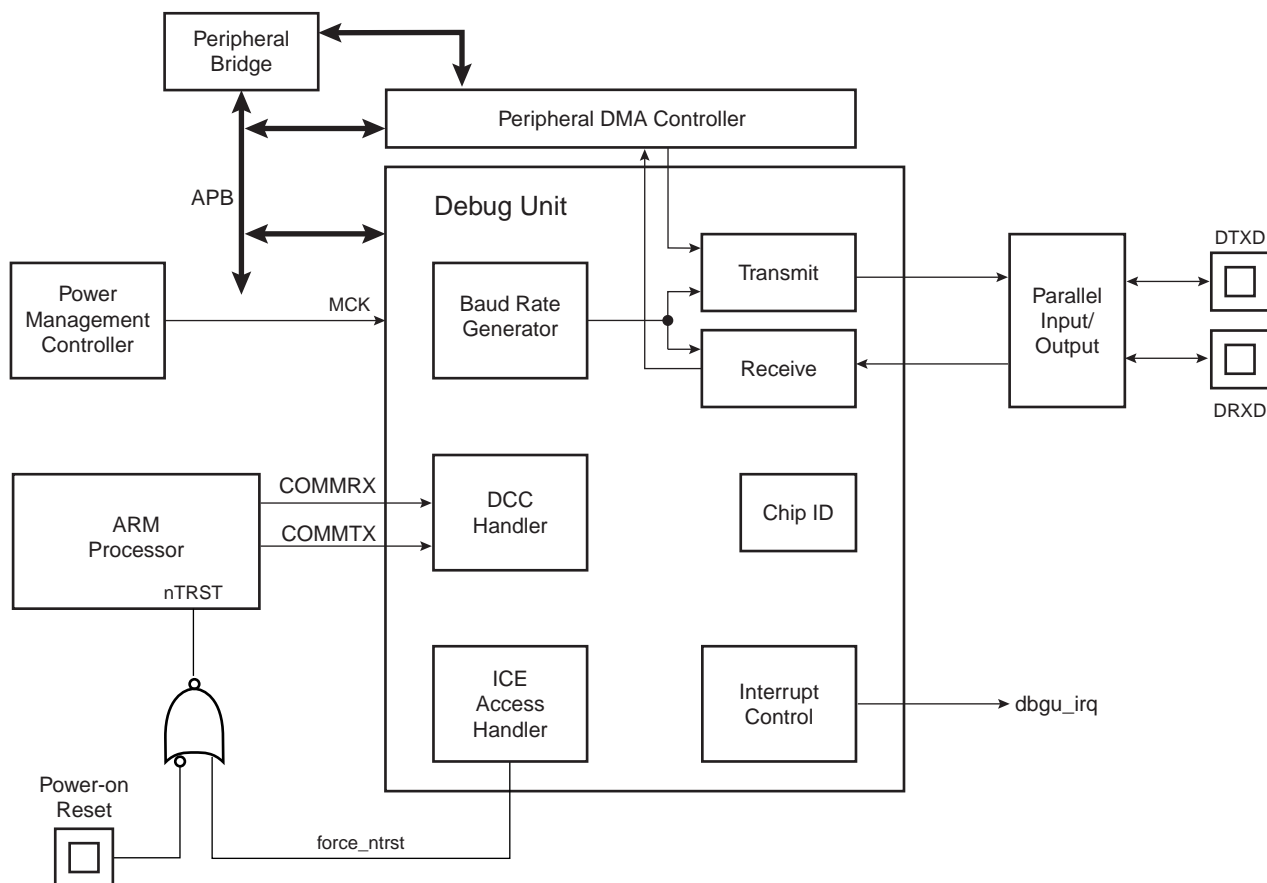 Peripheral
Bridge
Peripheral DMA Controller
APB
Debug Unit
Power
Management
Controller
MCK
Baud Rate
Generator
Transmit
Receive
Parallel
Input/
Output
DTXD
DRXD
ARM
Processor
nTRST
COMMRX
COMMTX
DCC
Handler
Chip ID
ICE
Access
Handler
Interrupt
Control
dbgu_irq
Power-on
Reset
force_ntrst